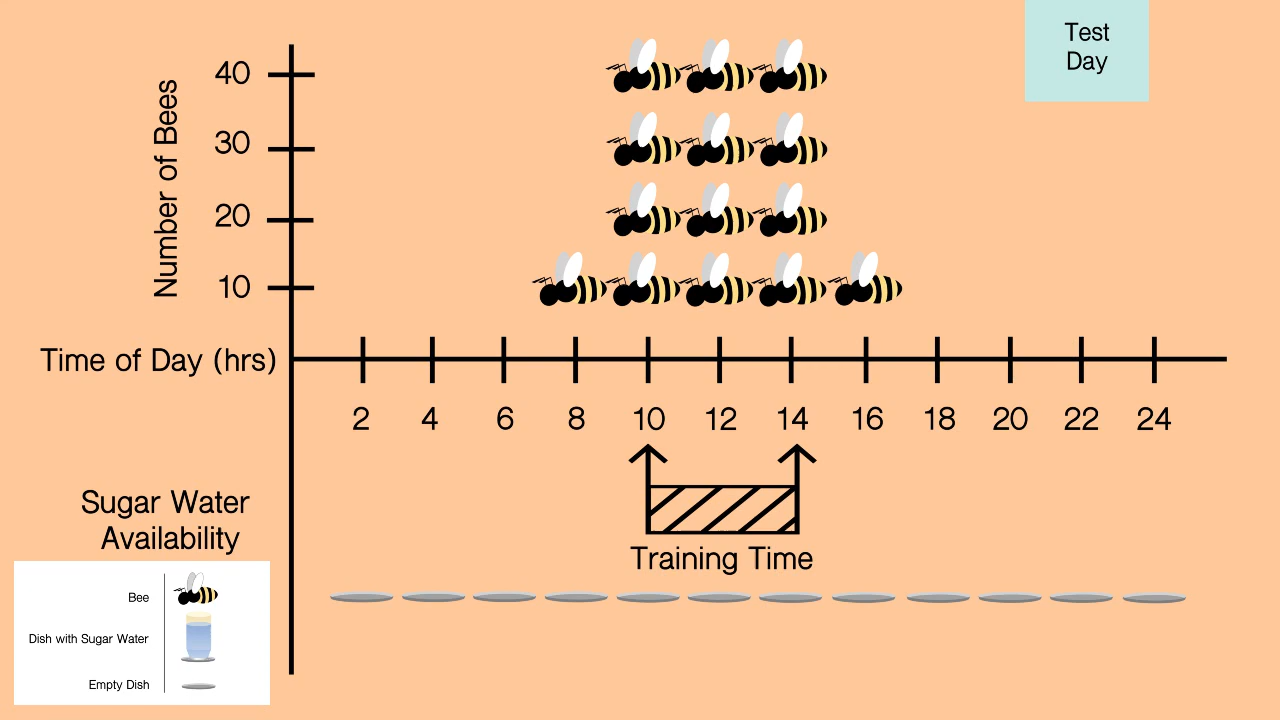 Test
Day
Number of Bees
40
30
20
10
Time of Day (hrs)
2 4 6 8 10 12 14 16 18 20 22 24
Training Time
Sugar Water
Availability
Bee
Dish with Sugar Water
Empty Dish